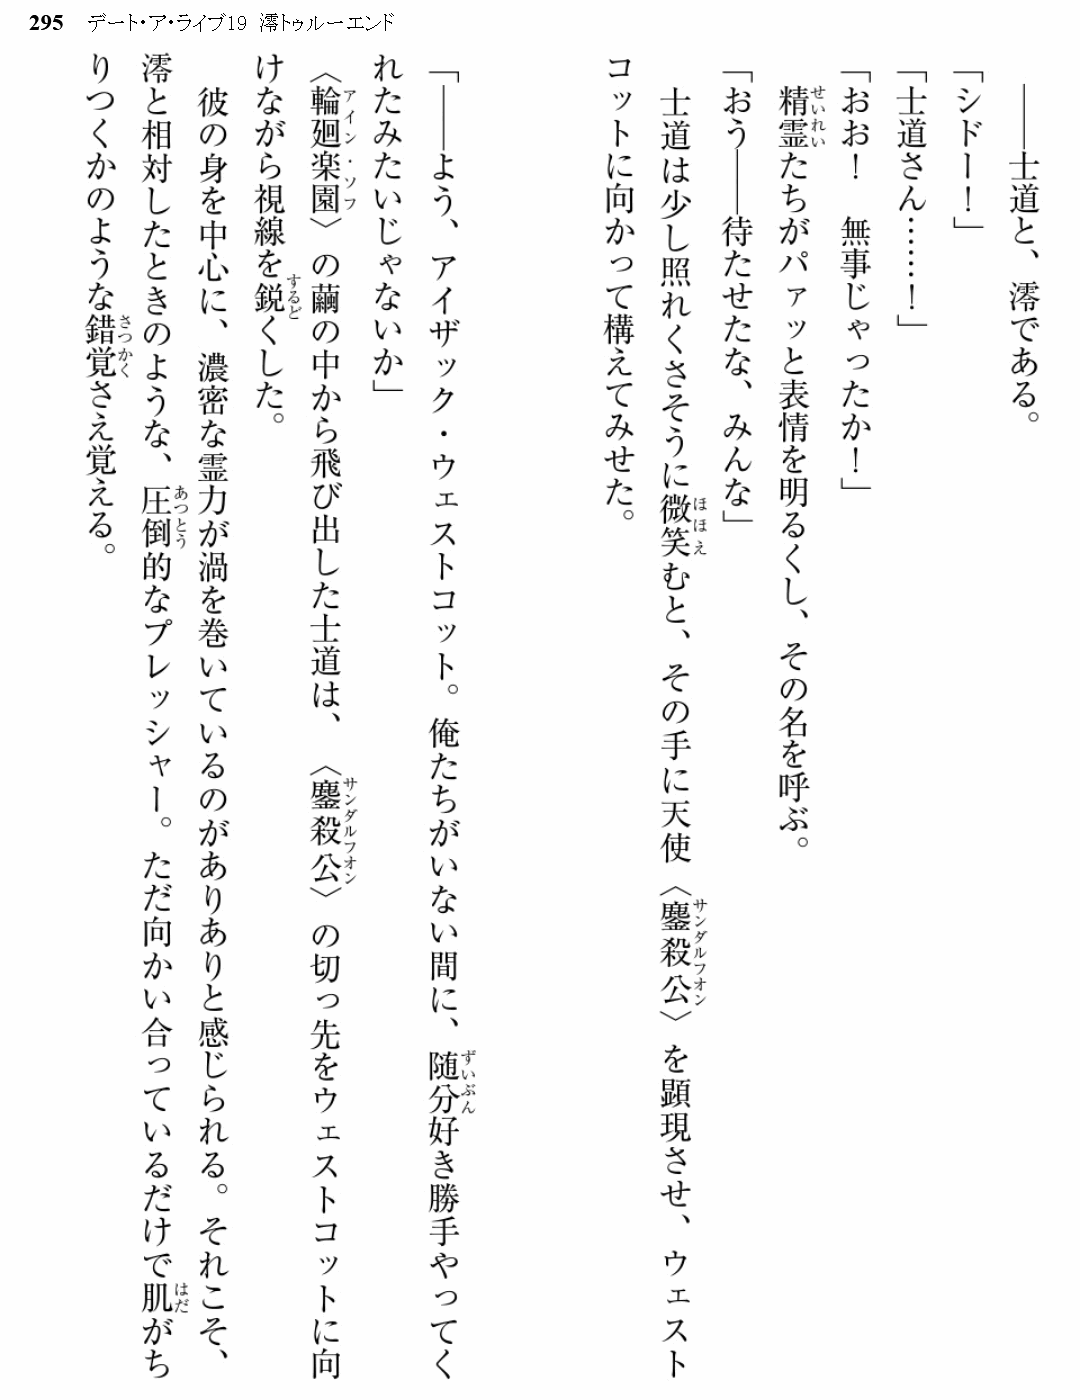 295 デート・ア・ライブ19 澪トゥルーエンド
――士道と、澪である。
「シドー！」
「士道さん……！」
「おお！　無事じゃったか！」
精霊たちがパァッと表情を明るくし、その名を呼ぶ。
「おう――待たせたな、みんな」
士道は少し照れくさそうに微笑むと、その手に天使〈鏖殺公〉を顕現させ、ウェスト
コットに向かって構えてみせた。
「――よう、アイザック・ウェストコット。俺たちがいない間に、随分好き勝手やってく
れたみたいじゃないか」
〈輪廻楽園〉の繭の中から飛び出した士道は、〈鏖殺公〉の切っ先をウェストコットに向
けながら視線を鋭くした。
彼の身を中心に、濃密な霊力が渦を巻いているのがありありと感じられる。それこそ、
澪と相対したときのような、圧倒的なプレッシャー。ただ向かい合っているだけで肌がち
りつくかのような錯覚さえ覚える。